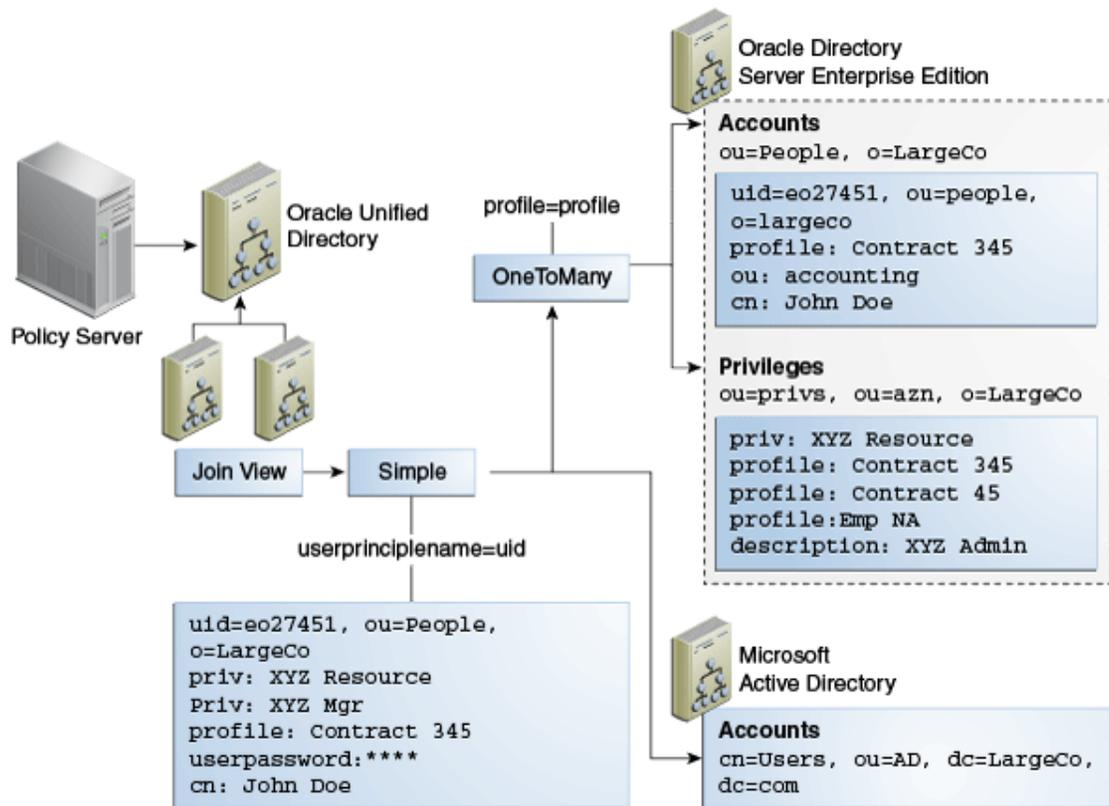 Oracle Directory
Server Enterprise Edition
Accounts
ou=People, o=LargeCo
uid=eo27451, ou=people,
o=largeco
profile: Contract 345
ou: accounting
cn: John Doe
Privileges
ou=privs, ou=azn, o=LargeCo
priv: XYZ Resource
profile: Contract 345
profile: Contract 45
profile:Emp NA
description: XYZ Admin
profile=profile
OneToMany
Oracle Unified
Directory
Policy Server
Join View
Simple
userprinciplename=uid
uid=eo27451, ou=People,
o=LargeCo
priv: XYZ Resource
Priv: XYZ Mgr
profile: Contract 345
userpassword:****
cn: John Doe
Microsoft
Active Directory
Accounts
cn=Users, ou=AD, dc=LargeCo,
dc=com